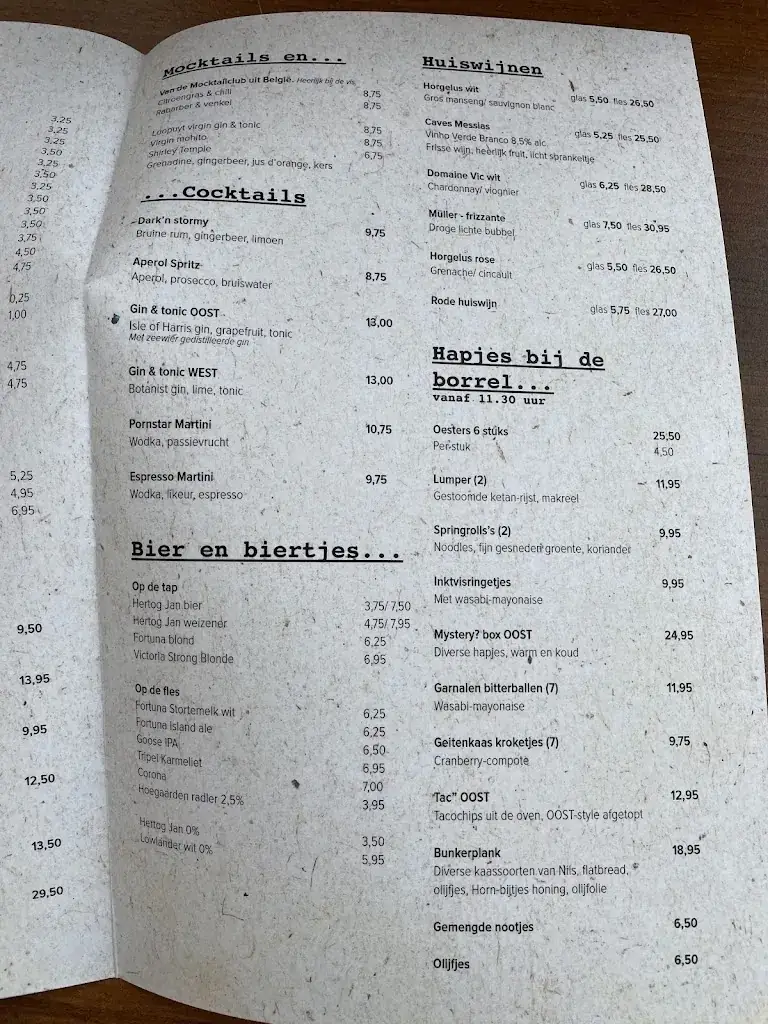 3,25
3,25
3,25
3,50
3,25
3,50
3,25
3,50
3,50
3,50
3,75
4,50
4,75
0,25
1,00
4,75
4,75
5,25
4,95
6,95
9,50
13,95
9,95
12,50
13,50
29,50
Mocktails en...
Van de Mocktailclub uit België. Heerlijk bij de vis
Citroengras & chili 8,75
Rabarber & venkel 8,75
Loopuyt virgin gin & tonic 8,75
Virgin mohito 8,75
Shirley Temple 6,75
Grenadine, gingerbeer, jus d'orange, kers
...Cocktails
Dark'n stormy 9,75
Bruine rum, gingerbeer, limoen
Aperol Spritz 8,75
Aperol, prosecco, bruiswater
Gin & tonic OOST 13,00
Isle of Harris gin, grapefruit, tonic
Met zeewier gedistilleerde gin
Gin & tonic WEST 13,00
Botanist gin, lime, tonic
Pornstar Martini 10,75
Wodka, passievrucht
Espresso Martini 9,75
Wodka, likeur, espresso
Bier en biertjes...
Op de tap
Hertog Jan bier 3,75/ 7,50
Hertog Jan weizener 4,75/ 7,95
Fortuna blond 6,25
Victoria Strong Blonde 6,95
Op de fles
Fortuna Stortemelk wit 6,25
Fortuna Island ale 6,25
Goose IPA 6,50
Tripel Karmeliet 6,95
Corona 7,00
Hoegaarden radler 2,5% 3,95
Hertog Jan 0% 3,50
Lowlander wit 0% 5,95
Huiswijnen
Horgelus wit glas 5,50 fles 26,50
Gros manseng/ sauvignon blanc
Caves Messias glas 5,25 fles 25,50
Vinho Verde Branco 8,5% alc.
Frisse wijn, heerlijk fruit, licht sprankeltje
Domaine Vic wit glas 6,25 fles 28,50
Chardonnay/ viognier
Müller - frizzante glas 7,50 fles 30,95
Droge lichte bubbel
Horgelus rose glas 5,50 fles 26,50
Grenache/ cincault
Rode huiswijn glas 5,75 fles 27,00
Hapjes bij de
borrel...
vanaf 11.30 uur
Oesters 6 stuks 25,50
Per stuk 4,50
Lumper (2) 11,95
Gestoomde ketan-rijst, makreel
Springrolls's (2) 9,95
Noodles, fijn gesneden groente, koriander
Inktvisringetjes 9,95
Met wasabi-mayonaise
Mystery? box OOST 24,95
Diverse hapjes, warm en koud
Garnalen bitterballen (7) 11,95
Wasabi-mayonaise
Geitenkaas kroketjes (7) 9,75
Cranberry-compote
'Tac" OOST 12,95
Tacochips uit de oven, OOST-style afgetopt
Bunkerplank 18,95
Diverse kaassoorten van Niis, flatbread,
olijfjes, Horn-bijtjes honing, olijfolie
Gemengde nootjes 6,50
Olijfjes 6,50